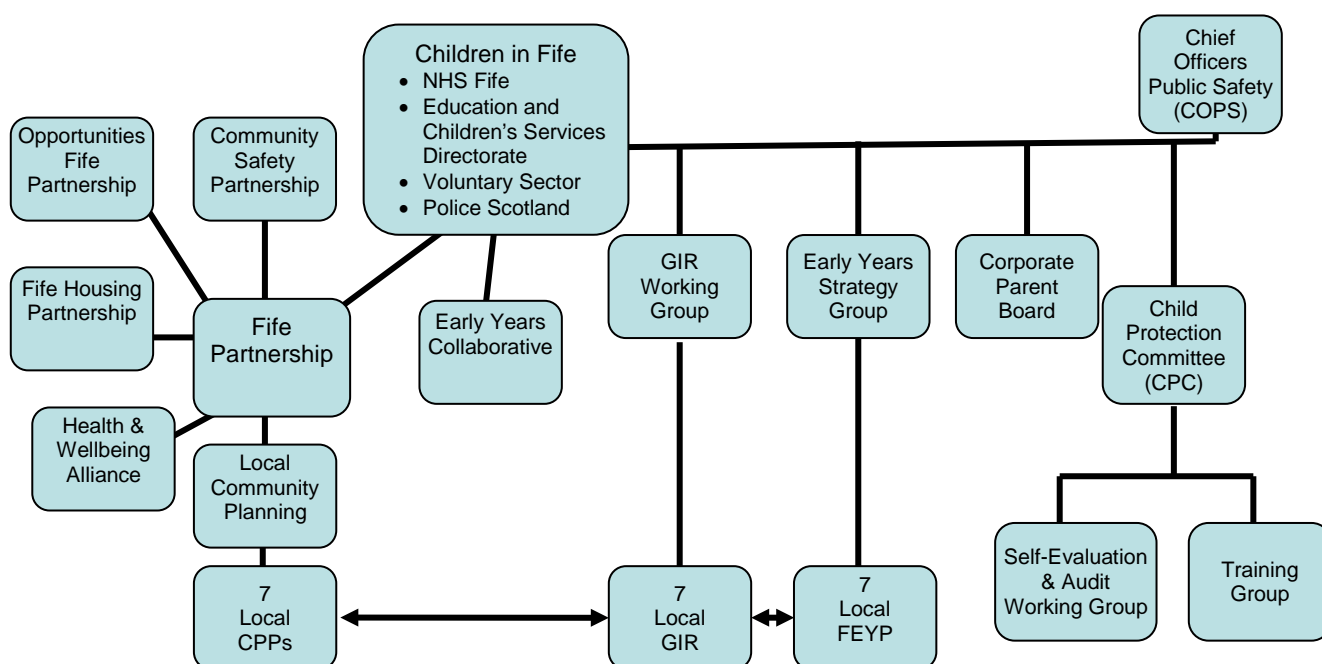 Children in Fife
• NHS Fife
• Education and
Children's Services
Directorate
• Voluntary Sector
• Police Scotland
Chief
Officers
Public Safety
(COPS)
Opportunities
Fife
Partnership
Community
Safety
Partnership
Fife Housing
Partnership
Fife
Partnership
Early Years
Collaborative
GIR
Working
Group
Early Years
Strategy
Group
Corporate
Parent
Board
Child
Protection
Committee
(CPC)
Health &
Wellbeing
Alliance
Local
Community
Planning
7
Local
CPPs
7
Local
GIR
7
Local
FEYP
Self-Evaluation
& Audit
Working Group
Training
Group